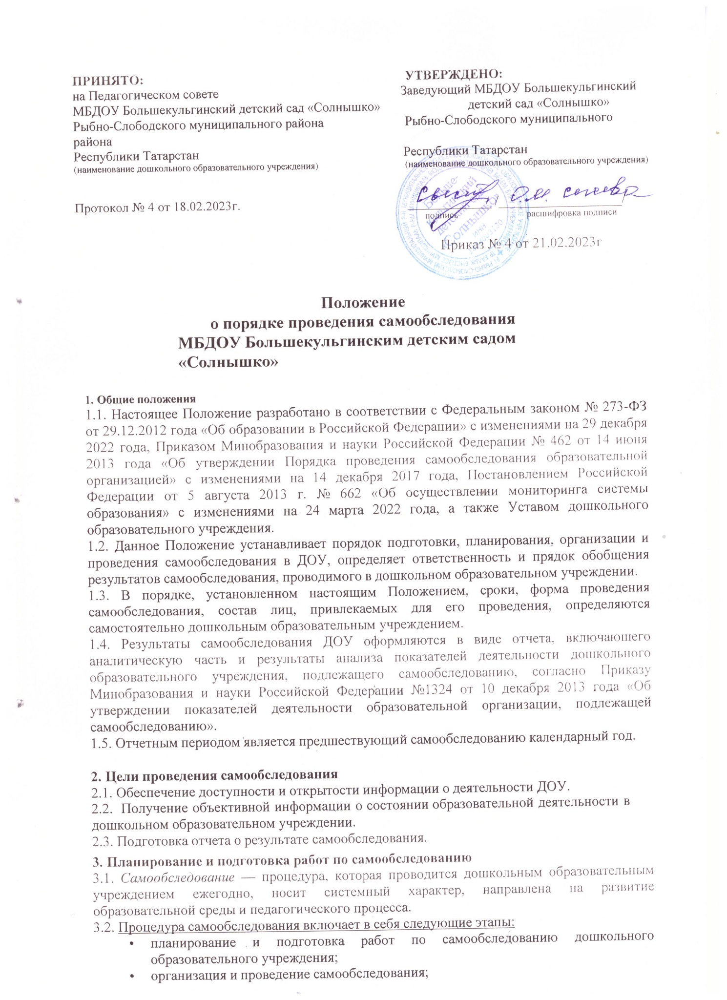 ПРИНЯТО:
на Педагогическом совете
МБДОУ Большекульгинский детский сад «Солнышко»
Рыбно-Слободского муниципального района
района
Республики Татарстан
(наименование дошкольного образовательного учреждения)
Протокол № 4 от 18.02.2023г.
УТВЕРЖДЕНО:
Заведующий МБДОУ Большекульгинский
детский сад «Солнышко»
Рыбно-Слободского муниципального
Республики Татарстан
(наименование дошкольного образовательного учреждения)
подпись
расшифровка подписи
Приказ № 4 от 21.02.2023г
Больше-
кульгинский
детский сад
«Солнышко»
ИНН
Положение
о порядке проведения самообследования
МБДОУ Большекульгинским детским садом
«Солнышко»
1. Общие положения
1.1. Настоящее Положение разработано в соответствии с Федеральным законом № 273-ФЗ
от 29.12.2012 года «Об образовании в Российской Федерации» с изменениями на 29 декабря
2022 года, Приказом Минобразования и науки Российской Федерации № 462 от 14 июня
2013 года «Об утверждении Порядка проведения самообследования образовательной
организацией» с изменениями на 14 декабря 2017 года, Постановлением Российской
Федерации от 5 августа 2013 г. № 662 «Об осуществлении мониторинга системы
образования» с изменениями на 24 марта 2022 года, а также Уставом дошкольного
образовательного учреждения.
1.2. Данное Положение устанавливает порядок подготовки, планирования, организации и
проведения самообследования в ДОУ, определяет ответственность и прядок обобщения
результатов самообследования, проводимого в дошкольном образовательном учреждении.
1.3. В порядке, установленном настоящим Положением, сроки, форма проведения
самообследования, состав лиц, привлекаемых для его проведения, определяются
самостоятельно дошкольным образовательным учреждением.
1.4. Результаты самообследования ДОУ оформляются в виде отчета, включающего
аналитическую часть и результаты анализа показателей деятельности дошкольного
образовательного учреждения, подлежащего самообследованию, согласно Приказу
Минобразования и науки Российской Федерации №1324 от 10 декабря 2013 года «Об
утверждении показателей деятельности образовательной организации, подлежащей
самообследованию».
1.5. Отчетным периодом является предшествующий самообследованию календарный год.
2. Цели проведения самообследования
2.1. Обеспечение доступности и открытости информации о деятельности ДОУ.
2.2. Получение объективной информации о состоянии образовательной деятельности в
дошкольном образовательном учреждении.
2.3. Подготовка отчета о результате самообследования.
3. Планирование и подготовка работ по самообследованию
3.1. Самообследование — процедура, которая проводится дошкольным образовательным
учреждением ежегодно, носит системный характер, направлена на развитие
образовательной среды и педагогического процесса.
3.2. Процедура самообследования включает в себя следующие этапы:
• планирование и подготовка работ по самообследованию дошкольного
образовательного учреждения;
• организация и проведение самообследования;